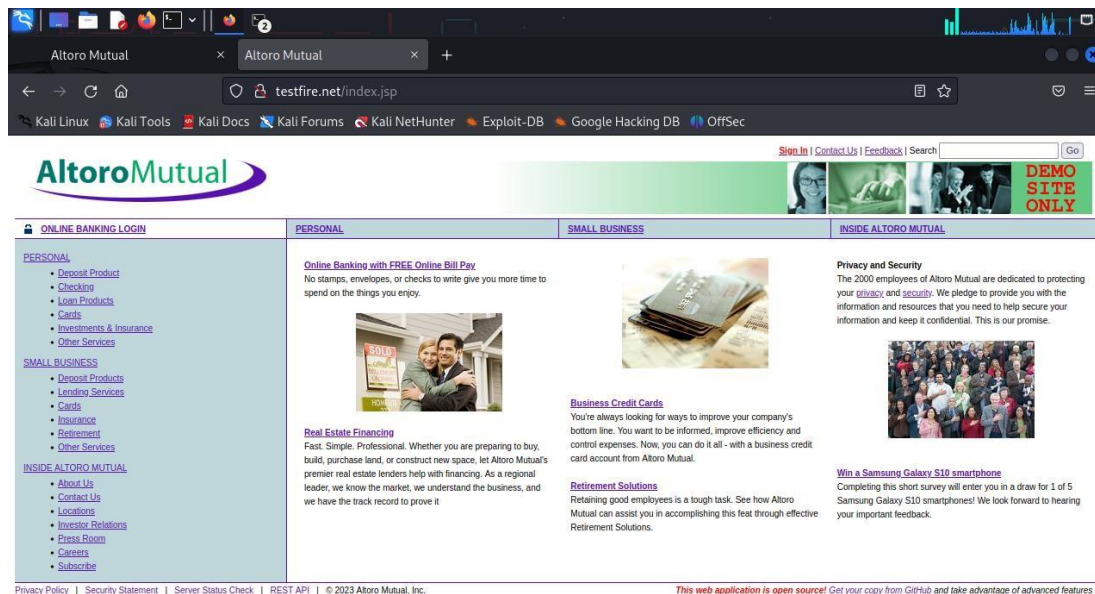 2
Altoro Mutual × Altoro Mutual × +
testfire.net/index.jsp
Kali Linux Kali Tools Kali Docs Kali Forums Kali NetHunter Exploit-DB Google Hacking DB OffSec
Sign In | Contact Us | Feedback | Search Go
AltoroMutual
DEMO
SITE
ONLY
ONLINE BANKING LOGIN
PERSONAL
SMALL BUSINESS
INSIDE ALTORO MUTUAL
PERSONAL
• Deposit Product
• Checking
• Loan Products
• Cards
• Investments & Insurance
• Other Services
SMALL BUSINESS
• Deposit Products
• Lending Services
• Cards
• Insurance
• Retirement
• Other Services
INSIDE ALTORO MUTUAL
• About Us
• Contact Us
• Locations
• Investor Relations
• Press Room
• Careers
• Subscribe
Online Banking with FREE Online Bill Pay
No stamps, envelopes, or checks to write give you more time to
spend on the things you enjoy.
SOLD
Real Estate Financing
Fast. Simple. Professional. Whether you are preparing to buy,
build, purchase land, or construct new space, let Altoro Mutual's
premier real estate lenders help with financing. As a regional
leader, we know the market, we understand the business, and
we have the track record to prove it
Business Credit Cards
You're always looking for ways to improve your company's
bottom line. You want to be informed, improve efficiency and
control expenses. Now, you can do it all - with a business credit
card account from Altoro Mutual.
Retirement Solutions
Retaining good employees is a tough task. See how Altoro
Mutual can assist you in accomplishing this feat through effective
Retirement Solutions.
Privacy and Security
The 2000 employees of Altoro Mutual are dedicated to protecting
your privacy and security. We pledge to provide you with the
information and resources that you need to help secure your
information and keep it confidential. This is our promise.
Win a Samsung Galaxy S10 smartphone
Completing this short survey will enter you in a draw for 1 of 5
Samsung Galaxy S10 smartphones! We look forward to hearing
your important feedback.
Privacy Policy | Security Statement | Server Status Check | REST API | © 2023 Altoro Mutual, Inc.
This web application is open source! Get your copy from GitHub and take advantage of advanced features